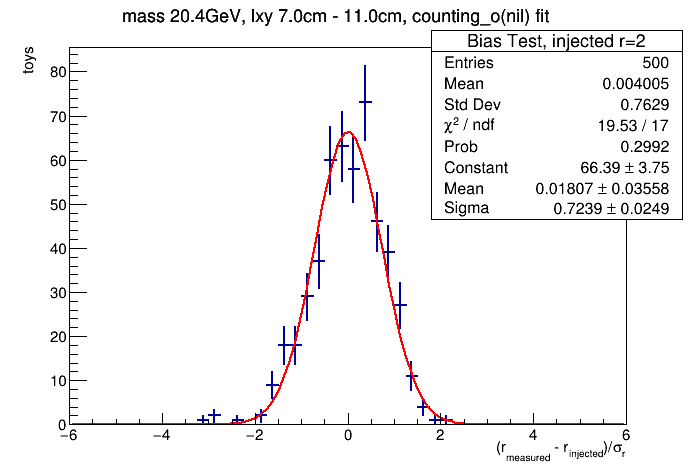 mass 20.4GeV, lxy 7.0cm - 11.0cm, counting_o(nil) fit
Bias Test, injected r=2
Entries 500
Mean 0.004005
Std Dev 0.7629
χ² / ndf 19.53 / 17
Prob 0.2992
Constant 66.39 ± 3.75
Mean 0.01807 ± 0.03558
Sigma 0.7239 ± 0.0249
toys
80
70
60
50
40
30
20
10
0
−6 −4 −2 0 2 4 6
(r_measured - r_injected)/σ_r